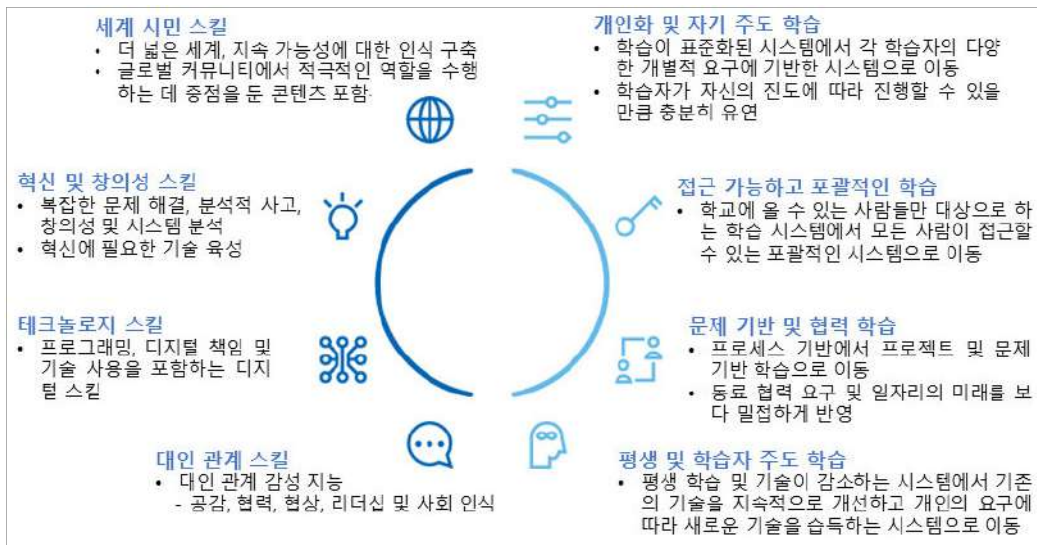 세계 시민 스킬
• 더 넓은 세계, 지속 가능성에 대한 인식 구축
• 글로벌 커뮤니티에서 적극적인 역할을 수행
하는 데 중점을 둔 콘텐츠 포함.
혁신 및 창의성 스킬
• 복잡한 문제 해결, 분석적 사고,
창의성 및 시스템 분석
• 혁신에 필요한 기술 육성
테크놀로지 스킬
• 프로그래밍, 디지털 책임 및
기술 사용을 포함하는 디지
털 스킬
대인 관계 스킬
• 대인 관계 감성 지능
- 공감, 협력, 협상, 리더십 및 사회 인식
개인화 및 자기 주도 학습
• 학습이 표준화된 시스템에서 각 학습자의 다양
한 개별적 요구에 기반한 시스템으로 이동
• 학습자가 자신의 진도에 따라 진행할 수 있을
만큼 충분히 유연
접근 가능하고 포괄적인 학습
• 학교에 올 수 있는 사람들만 대상으로 하
는 학습 시스템에서 모든 사람이 접근할
수 있는 포괄적인 시스템으로 이동
문제 기반 및 협력 학습
• 프로세스 기반에서 프로젝트 및 문제
기반 학습으로 이동
• 동료 협력 요구 및 일자리의 미래를 보
다 밀접하게 반영
평생 및 학습자 주도 학습
• 평생 학습 및 기술이 감소하는 시스템에서 기존
의 기술을 지속적으로 개선하고 개인의 요구에
따라 새로운 기술을 습득하는 시스템으로 이동